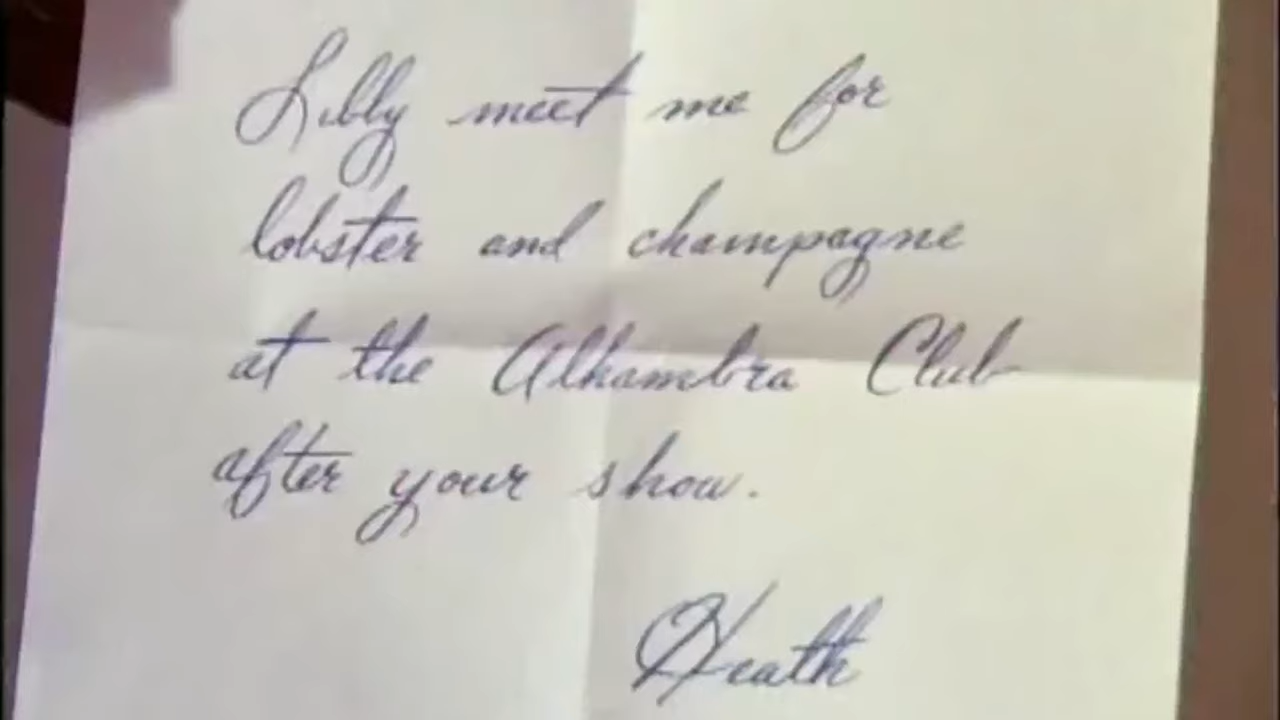 Libby meet me for
lobster and champagne
at the Alhambra Club
after your show.
Heath